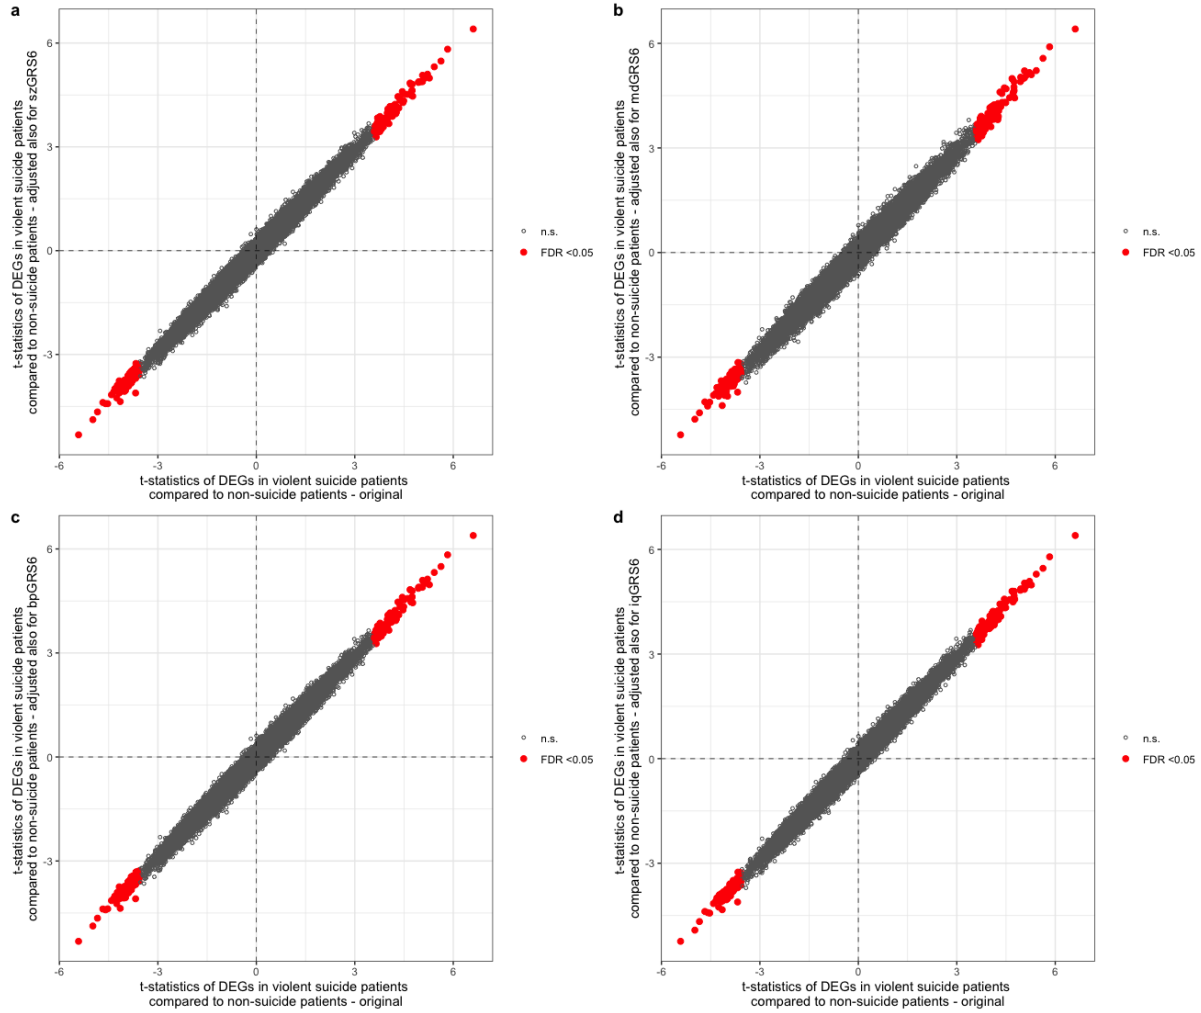 a
t-statistics of DEGs in violent suicide patients
compared to non-suicide patients - adjusted also for szGRS6
6
3
0
-3
-6
-3
0
3
6
t-statistics of DEGs in violent suicide patients
compared to non-suicide patients - original
n.s.
FDR <0.05
b
t-statistics of DEGs in violent suicide patients
compared to non-suicide patients - adjusted also for mdGRS6
6
3
0
-3
-6
-3
0
3
6
t-statistics of DEGs in violent suicide patients
compared to non-suicide patients - original
n.s.
FDR <0.05
c
t-statistics of DEGs in violent suicide patients
compared to non-suicide patients - adjusted also for bpGRS6
6
3
0
-3
-6
-3
0
3
6
t-statistics of DEGs in violent suicide patients
compared to non-suicide patients - original
n.s.
FDR <0.05
d
t-statistics of DEGs in violent suicide patients
compared to non-suicide patients - adjusted also for iqGRS6
6
3
0
-3
-6
-3
0
3
6
t-statistics of DEGs in violent suicide patients
compared to non-suicide patients - original
n.s.
FDR <0.05